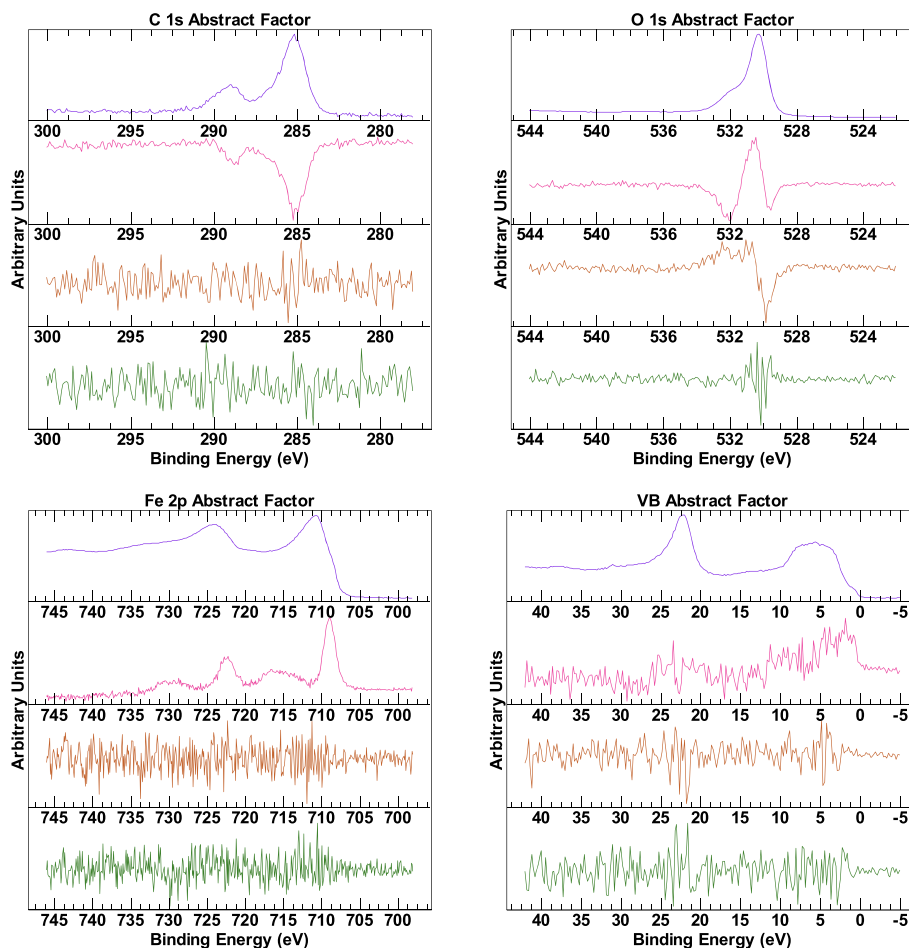 C 1s Abstract Factor
300 295 290 285 280
300 295 290 285 280
300 295 290 285 280
300 295 290 285 280
Binding Energy (eV)
Arbitrary Units
O 1s Abstract Factor
544 540 536 532 528 524
544 540 536 532 528 524
544 540 536 532 528 524
544 540 536 532 528 524
Binding Energy (eV)
Arbitrary Units
Fe 2p Abstract Factor
745 740 735 730 725 720 715 710 705 700
745 740 735 730 725 720 715 710 705 700
745 740 735 730 725 720 715 710 705 700
745 740 735 730 725 720 715 710 705 700
Binding Energy (eV)
Arbitrary Units
VB Abstract Factor
40 35 30 25 20 15 10 5 0 -5
40 35 30 25 20 15 10 5 0 -5
40 35 30 25 20 15 10 5 0 -5
40 35 30 25 20 15 10 5 0 -5
Binding Energy (eV)
Arbitrary Units